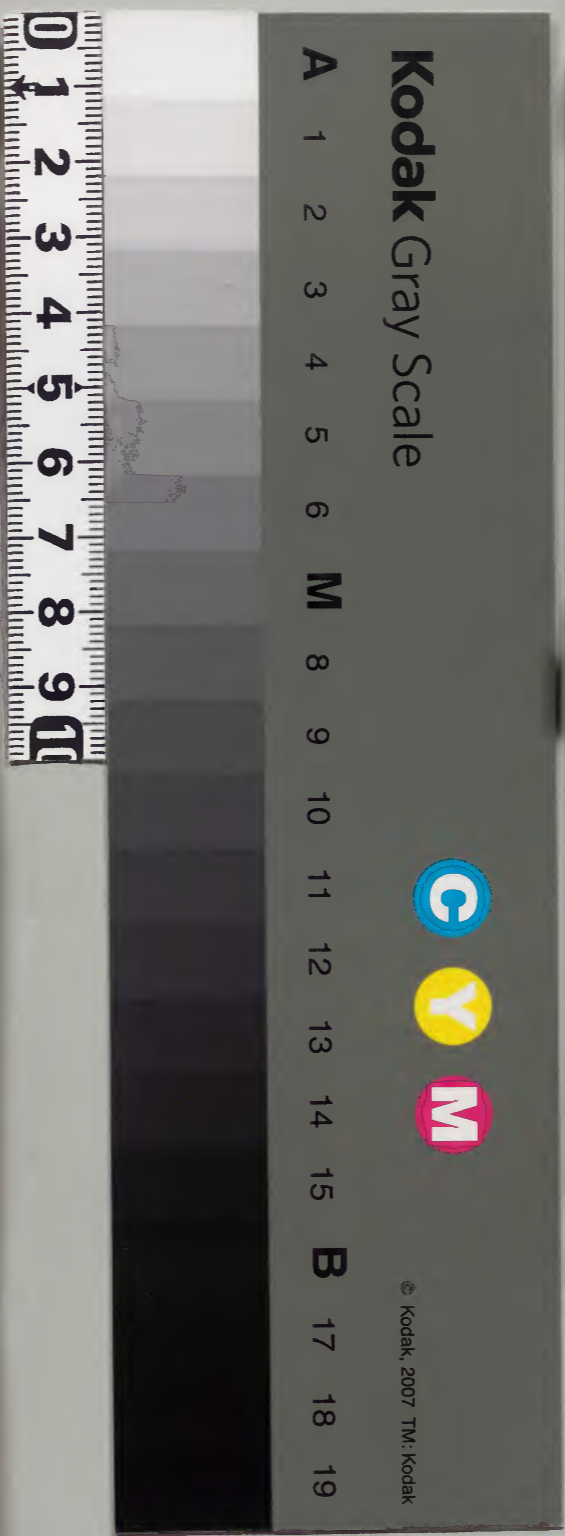 Kodak Gray Scale
C Y M
© Kodak, 2007 TM: Kodak
A 1 2 3 4 5 6 M 8 9 10 11 12 13 14 15 B 17 18 19
0 1 2 3 4 5 6 7 8 9 10